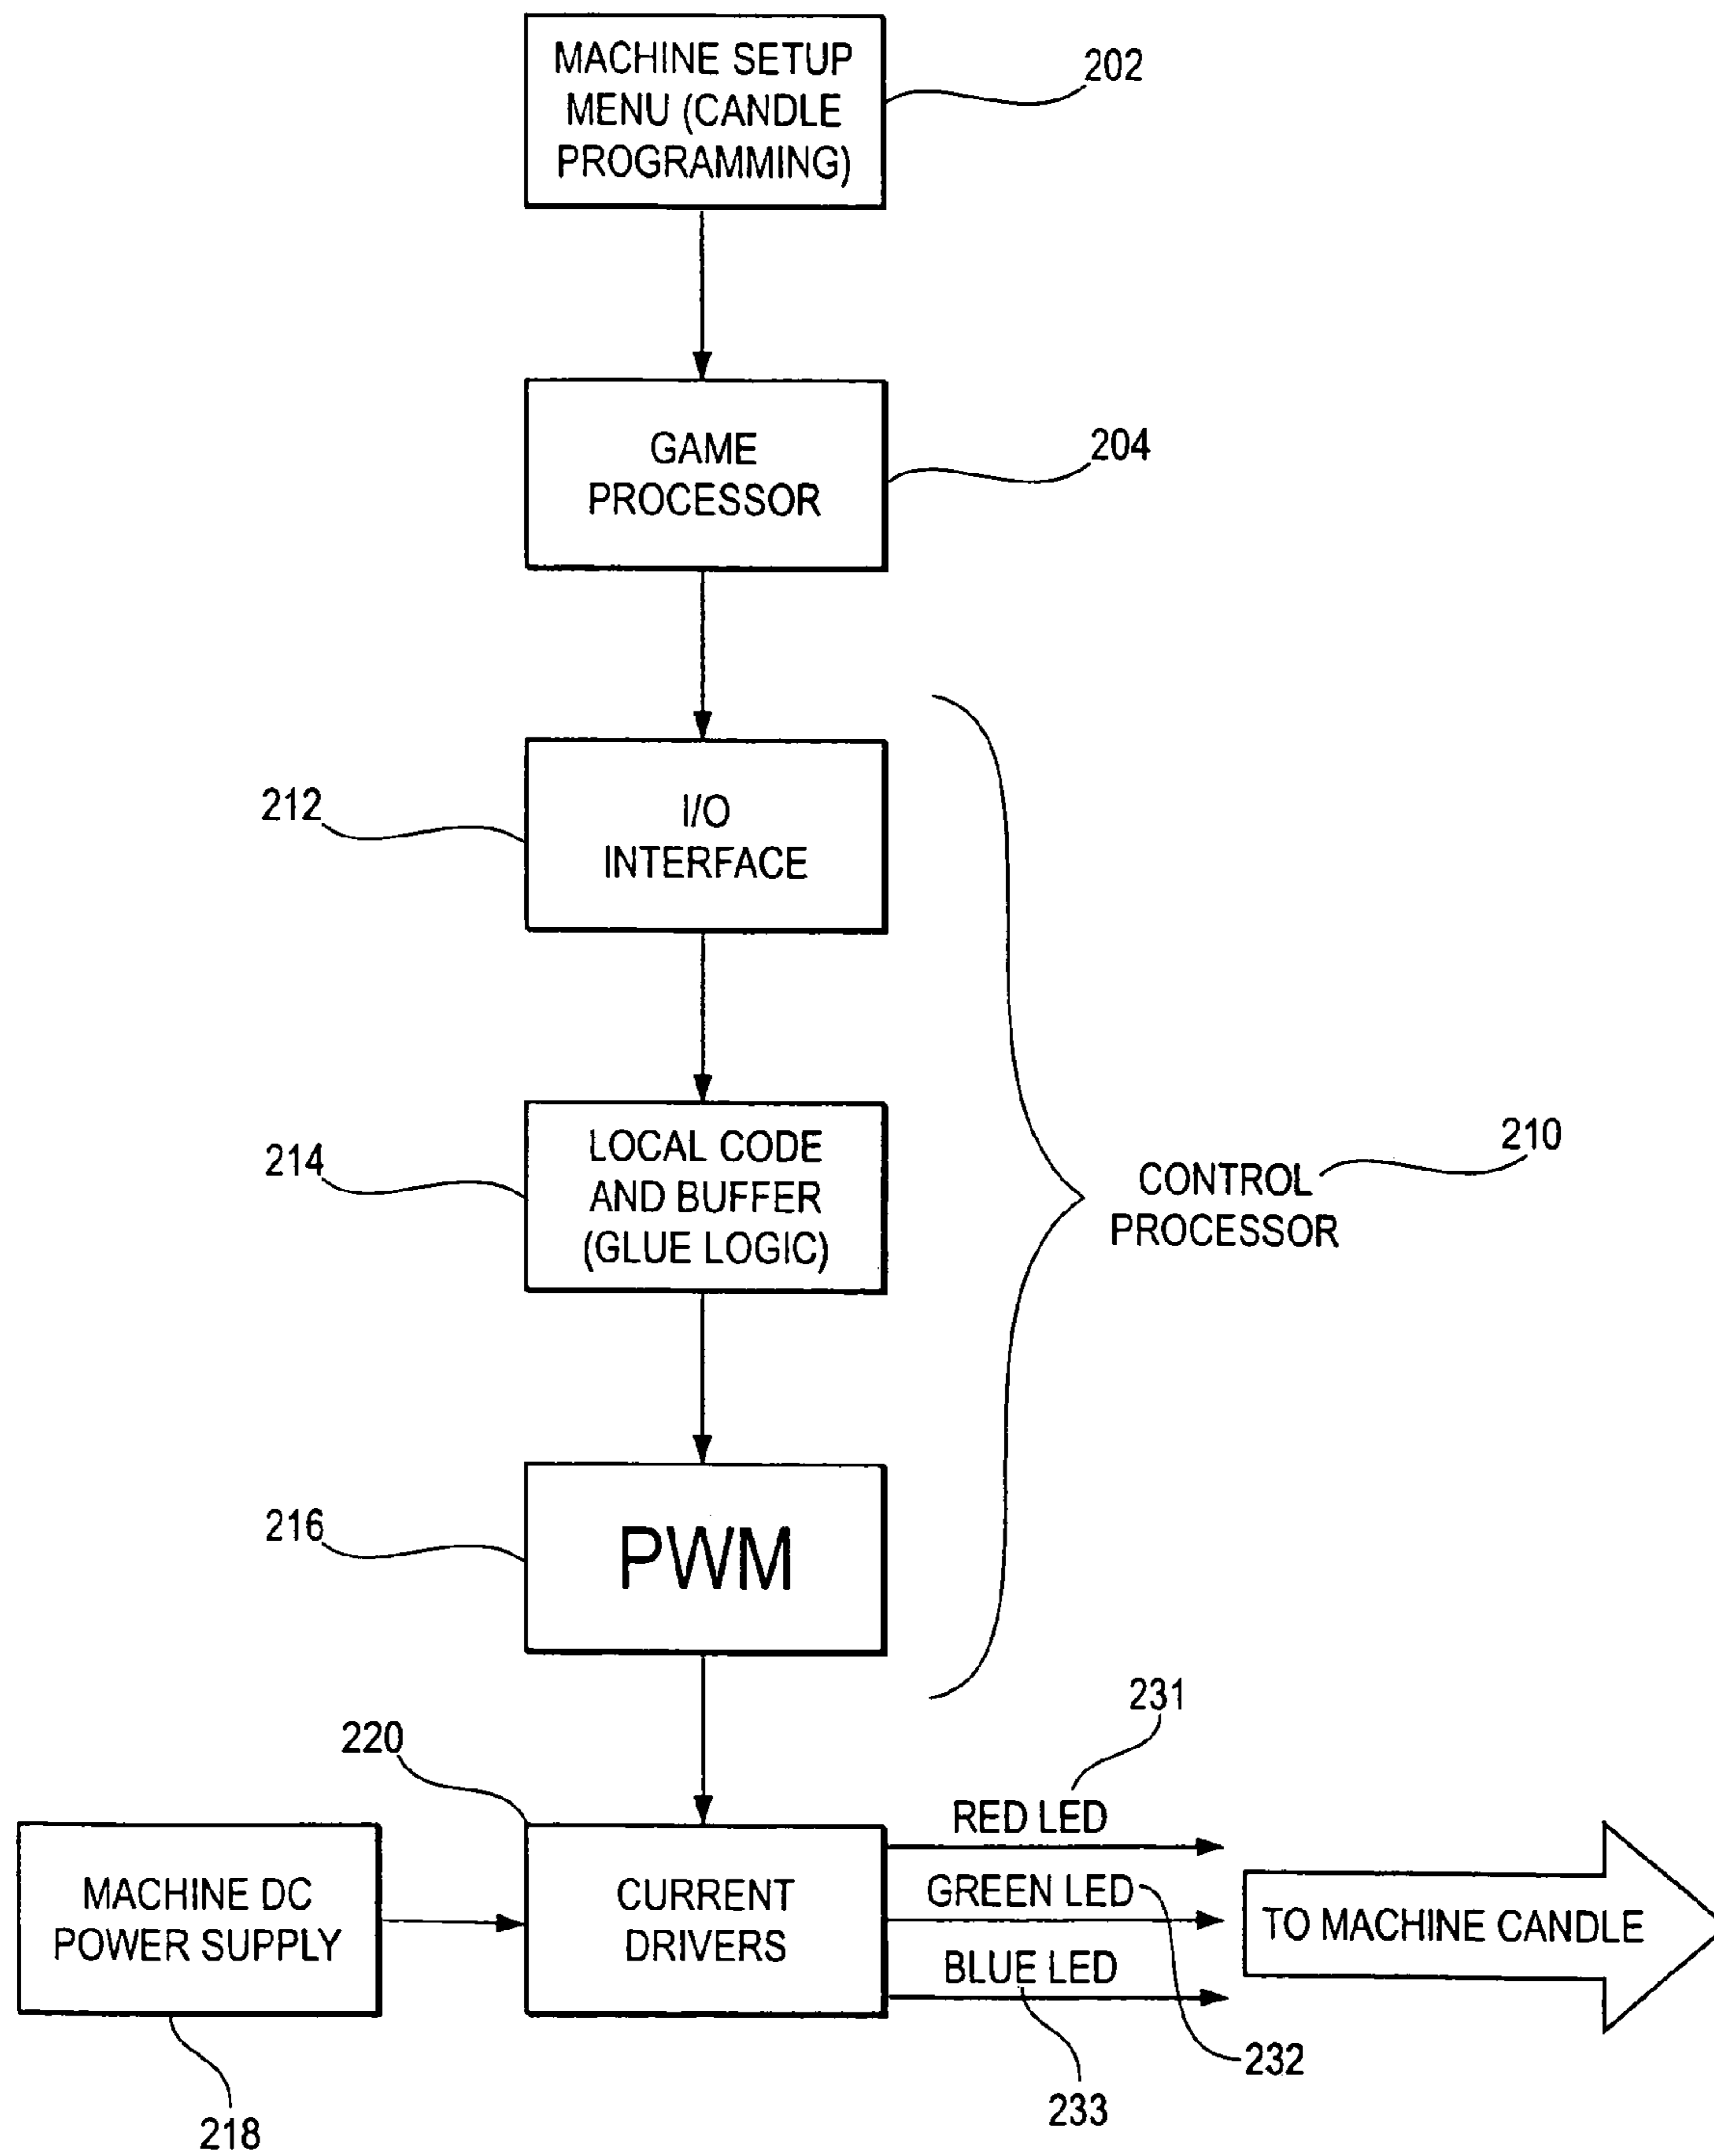 MACHINE SETUP
MENU (CANDLE
PROGRAMMING)
202
GAME
PROCESSOR
204
212
I/O
INTERFACE
214
LOCAL CODE
AND BUFFER
(GLUE LOGIC)
210
CONTROL
PROCESSOR
216
PWM
231
220
RED LED
MACHINE DC
POWER SUPPLY
CURRENT
DRIVERS
GREEN LED
TO MACHINE CANDLE
BLUE LED
232
233
218